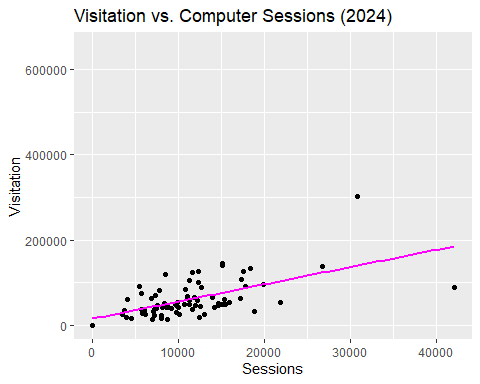 Visitation vs. Computer Sessions (2024)
600000
400000
200000
0
Visitation
0 10000 20000 30000 40000
Sessions